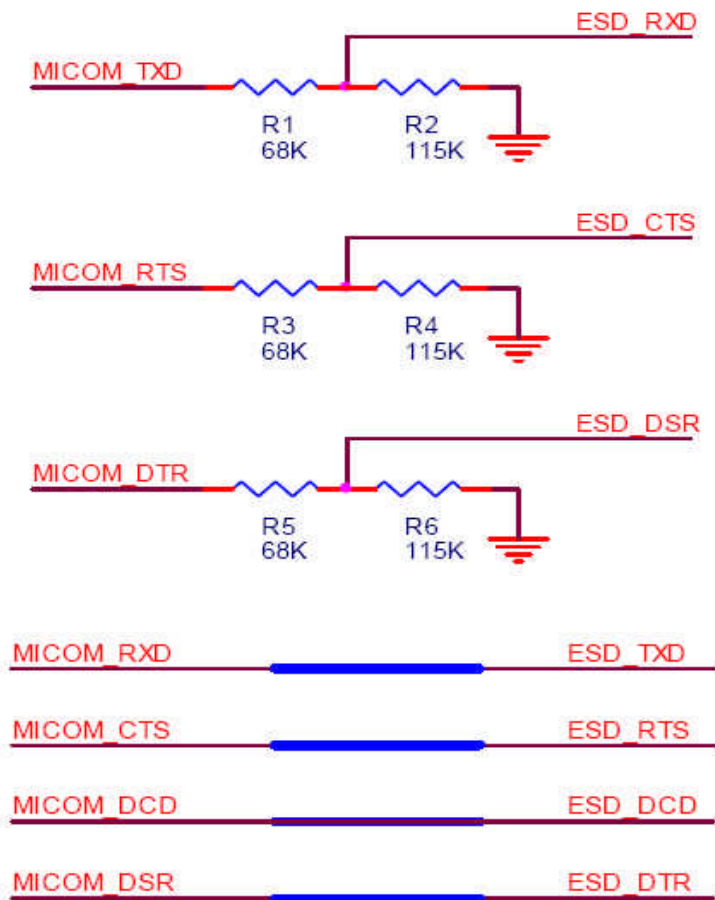 ESD_RXD
MICOM_TXD
R1 R2
68K 115K
ESD_CTS
MICOM_RTS
R3 R4
68K 115K
ESD_DSR
MICOM_DTR
R5 R6
68K 115K
MICOM_RXD ESD_TXD
MICOM_CTS ESD_RTS
MICOM_DCD ESD_DCD
MICOM_DSR ESD_DTR